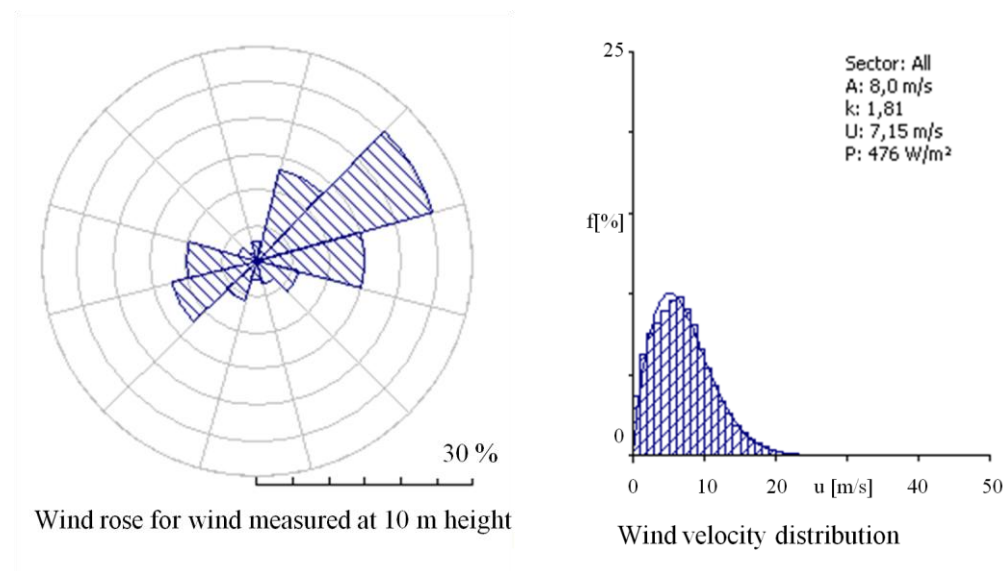 30 %
Wind rose for wind measured at 10 m height
25
Sector: All
A: 8,0 m/s
k: 1,81
U: 7,15 m/s
P: 476 W/m²
f[%]
0
0 10 20 u [m/s] 40 50
Wind velocity distribution